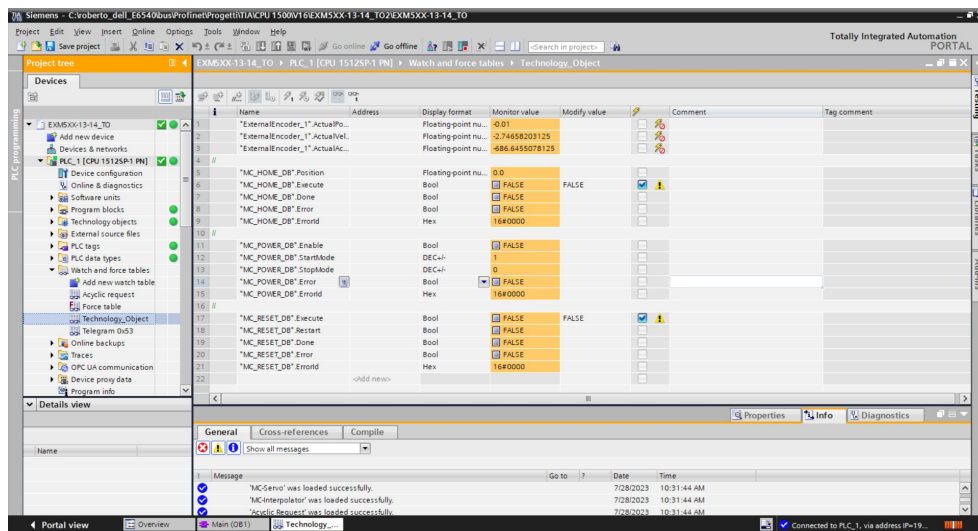 Siemens - C:\roberto_dell_E6540\bus\Profinet\Progetti\TIA\CPU 1500\V16\EXM5XX-13-14_TO2\EXM5XX-13-14_TO
Project Edit View Insert Online Options Tools Window Help
Totally Integrated Automation
PORTAL
Save project Go online Go offline <Search in project>
Project tree
EXM5XX-13-14_TO ▸ PLC_1 [CPU 1512SP-1 PN] ▸ Watch and force tables ▸ Technology_Object
Devices
PLC programming
EXM5XX-13-14_TO
Add new device
Devices & networks
PLC_1 [CPU 1512SP-1 PN]
Device configuration
Online & diagnostics
Software units
Program blocks
Technology objects
External source files
PLC tags
PLC data types
Watch and force tables
Add new watch table
Acyclic request
Force table
Technology_Object
Telegram 0x53
Online backups
Traces
OPC UA communication
Device proxy data
Program info
Details view
Name
i Name Address Display format Monitor value Modify value Comment Tag comment
1 "ExternalEncoder_1".ActualPo... Floating-point nu... -0.01
2 "ExternalEncoder_1".ActualVel... Floating-point nu... -2.74658203125
3 "ExternalEncoder_1".ActualAc... Floating-point nu... -686.6455078125
4 //
5 "MC_HOME_DB".Position Floating-point nu... 0.0
6 "MC_HOME_DB".Execute Bool FALSE FALSE
7 "MC_HOME_DB".Done Bool FALSE
8 "MC_HOME_DB".Error Bool FALSE
9 "MC_HOME_DB".ErrorId Hex 16#0000
10 //
11 "MC_POWER_DB".Enable Bool FALSE
12 "MC_POWER_DB".StartMode DEC+/- 1
13 "MC_POWER_DB".StopMode DEC+/- 0
14 "MC_POWER_DB".Error Bool FALSE
15 "MC_POWER_DB".ErrorId Hex 16#0000
16 //
17 "MC_RESET_DB".Execute Bool FALSE FALSE
18 "MC_RESET_DB".Restart Bool FALSE
19 "MC_RESET_DB".Done Bool FALSE
20 "MC_RESET_DB".Error Bool FALSE
21 "MC_RESET_DB".ErrorId Hex 16#0000
22 <Add new>
Testing
Tasks
Libraries
Add-ins
Properties Info Diagnostics
General Cross-references Compile
Show all messages
! Message Go to ? Date Time
'MC-Servo' was loaded successfully. 7/28/2023 10:31:44 AM
'MC-Interpolator' was loaded successfully. 7/28/2023 10:31:44 AM
'Acyclic Request' was loaded successfully. 7/28/2023 10:31:44 AM
Portal view Overview Main (OB1) Technology_... Connected to PLC_1, via address IP=19...